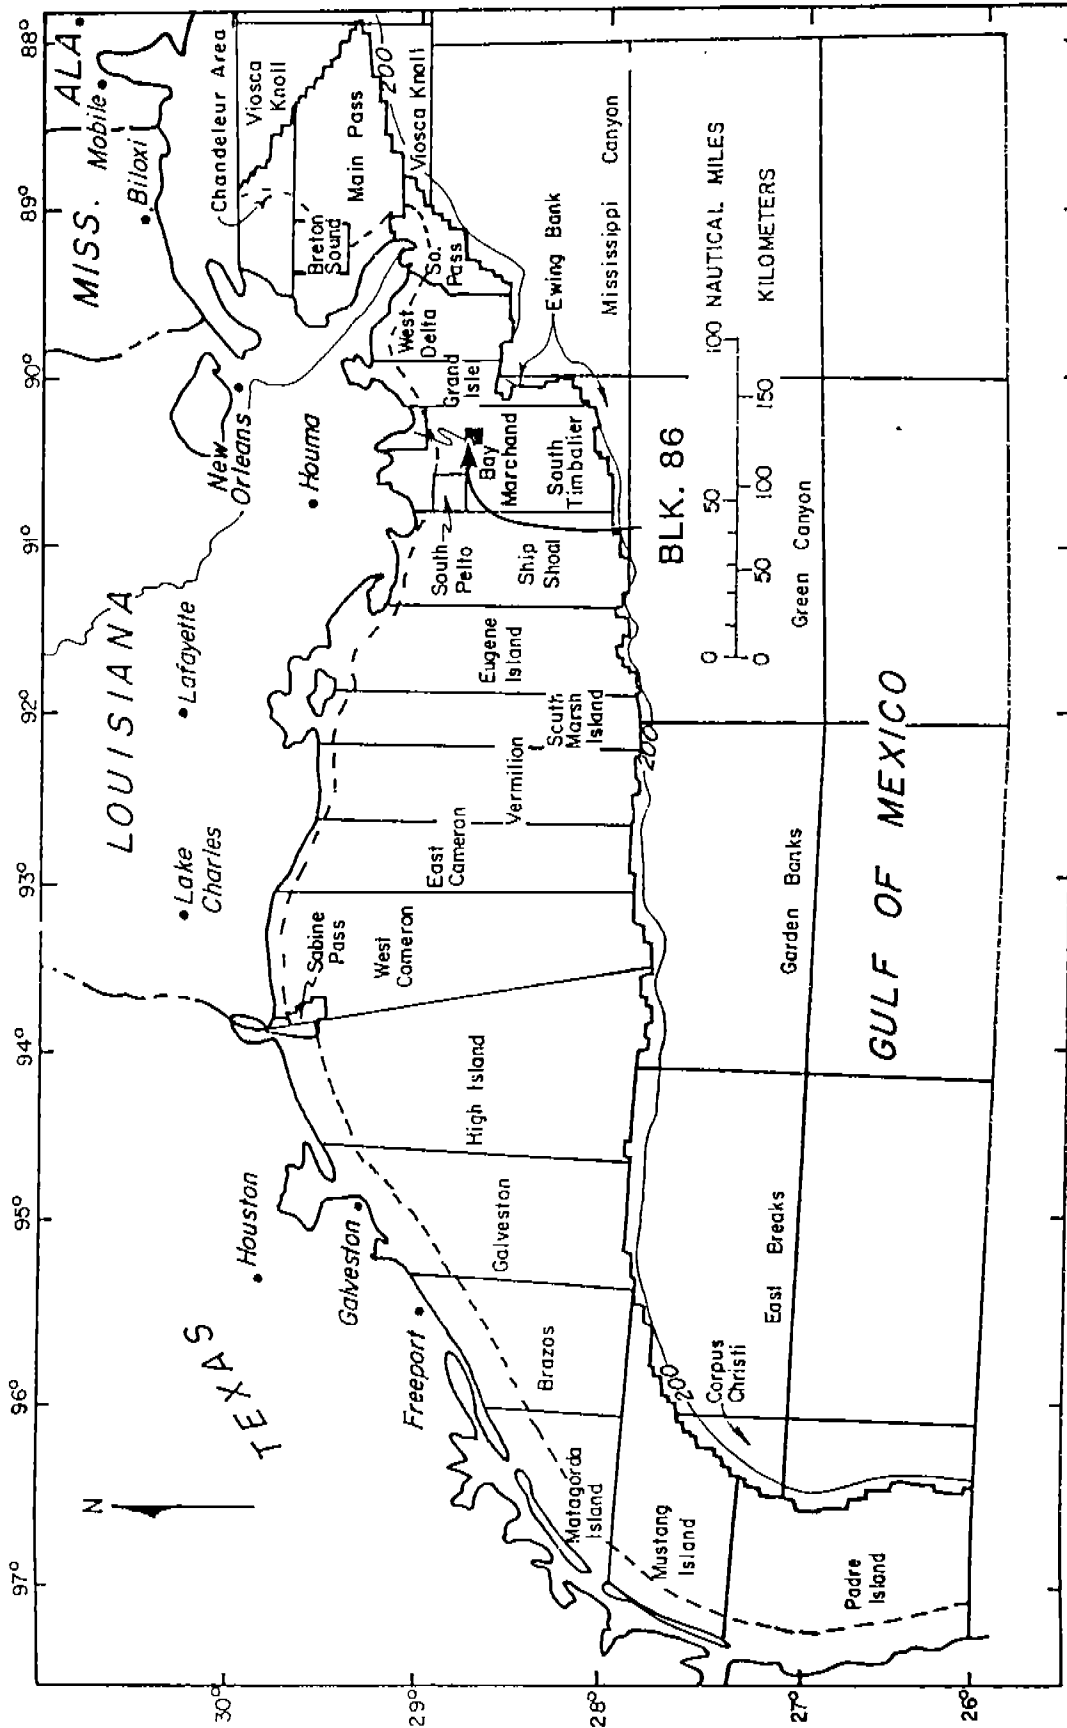 97°
96°
95°
94°
93°
92°
91°
90°
89°
88°
30°
29°
28°
27°
26°
N
TEXAS
LOUISIANA
MISS.
ALA.
Houston
Galveston
Freeport
Lake
Charles
Lafayette
New
Orleans
Houma
Biloxi
Mobile
Chandeleur Area
Viosca
Knoll
Breton
Sound
Main Pass
200
Viosca Knoll
So.
Pass
West
Delta
Grand
Isle
Bay
Marchand
South
Timbalier
South
Pelto
Ship
Shoal
Eugene
Island
South
Marsh
Island
Vermilion
East
Cameron
West
Cameron
Sabine
Pass
High Island
Galveston
Brazos
Matagorda
Island
Mustang
Island
Padre
Island
Corpus
Christi
200
200
200
East Breaks
Garden Banks
Green Canyon
Ewing Bank
Mississippi Canyon
BLK. 86
0 50 100 NAUTICAL MILES
0 50 100 150 KILOMETERS
GULF OF MEXICO